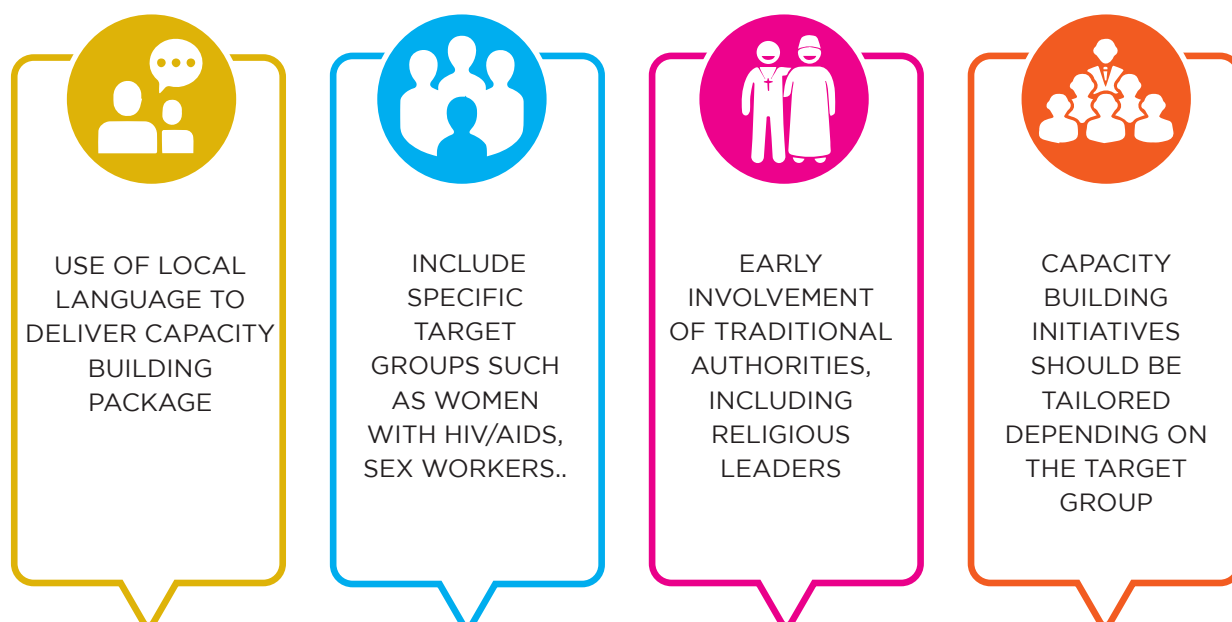 USE OF LOCAL
LANGUAGE TO
DELIVER CAPACITY
BUILDING
PACKAGE
INCLUDE
SPECIFIC
TARGET
GROUPS SUCH
AS WOMEN
WITH HIV/AIDS,
SEX WORKERS..
EARLY
INVOLVEMENT
OF TRADITIONAL
AUTHORITIES,
INCLUDING
RELIGIOUS
LEADERS
CAPACITY
BUILDING
INITIATIVES
SHOULD BE
TAILORED
DEPENDING ON
THE TARGET
GROUP